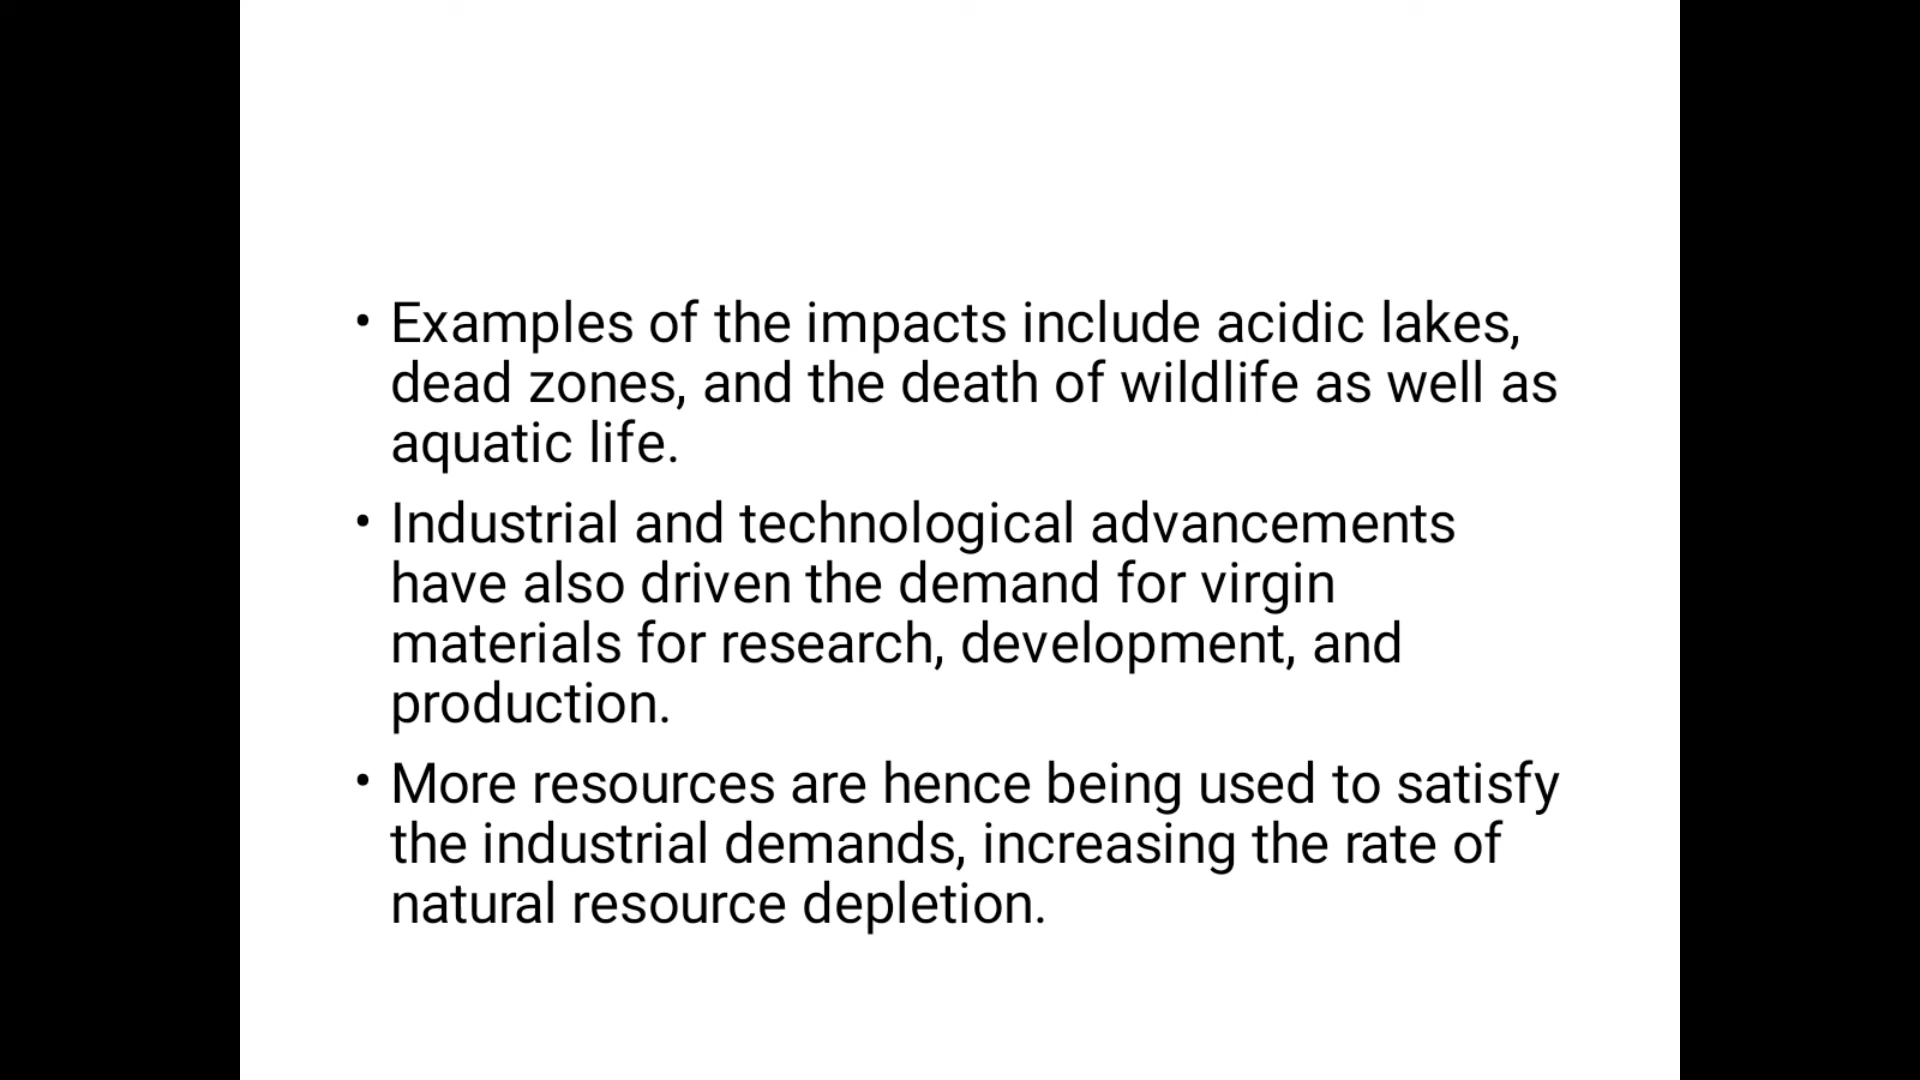 • Examples of the impacts include acidic lakes,
dead zones, and the death of wildlife as well as
aquatic life.
• Industrial and technological advancements
have also driven the demand for virgin
materials for research, development, and
production.
• More resources are hence being used to satisfy
the industrial demands, increasing the rate of
natural resource depletion.